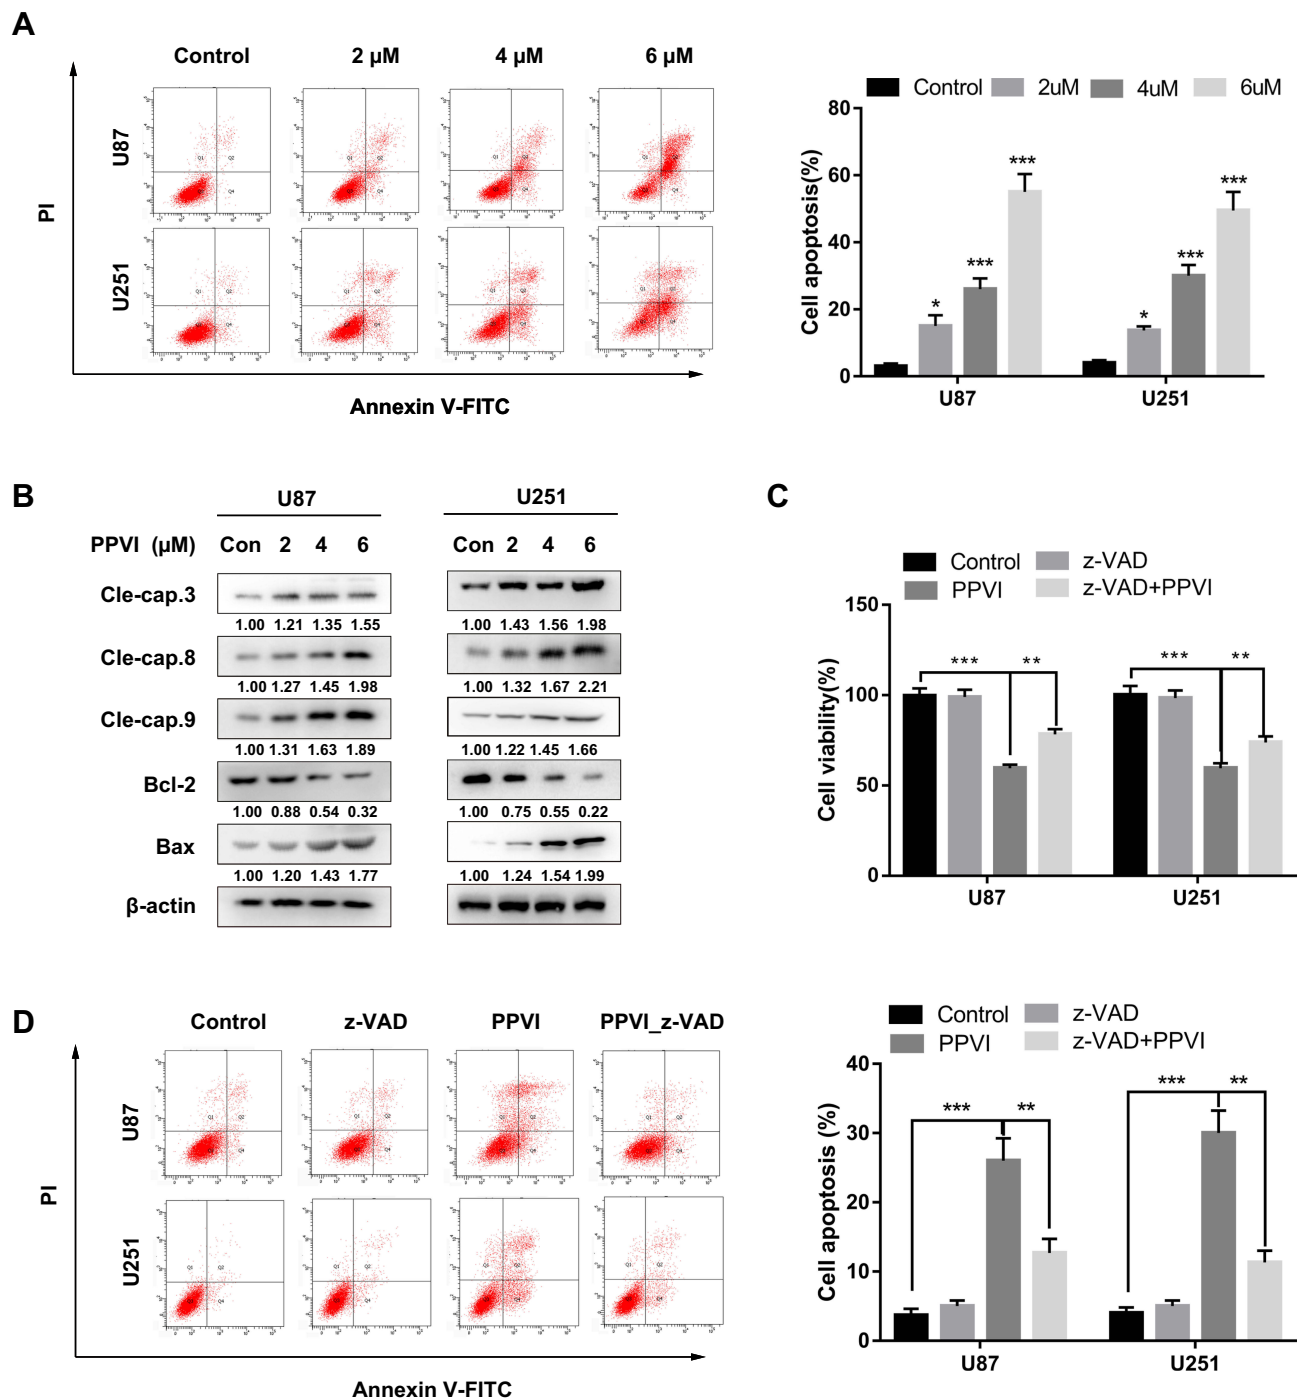 A
Control 2 µM 4 µM 6 µM
U87
Q1 Q2 Q4
U251
PI
Annexin V-FITC
Control 2uM 4uM 6uM
Cell apoptosis(%)
80
60
40
20
0
* *** ***
* *** ***
U87 U251
B
U87 U251
PPVI (µM) Con 2 4 6 Con 2 4 6
Cle-cap.3
1.00 1.21 1.35 1.55 1.00 1.43 1.56 1.98
Cle-cap.8
1.00 1.27 1.45 1.98 1.00 1.32 1.67 2.21
Cle-cap.9
1.00 1.31 1.63 1.89 1.00 1.22 1.45 1.66
Bcl-2
1.00 0.88 0.54 0.32 1.00 0.75 0.55 0.22
Bax
1.00 1.20 1.43 1.77 1.00 1.24 1.54 1.99
β-actin
C
Control z-VAD
PPVI z-VAD+PPVI
Cell viability(%)
150
100
50
0
*** ** *** **
U87 U251
D
Control z-VAD PPVI PPVI_z-VAD
U87
Q1 Q2 Q4
U251
PI
Annexin V-FITC
Control z-VAD
PPVI z-VAD+PPVI
Cell apoptosis (%)
40
30
20
10
0
*** ** *** **
U87 U251